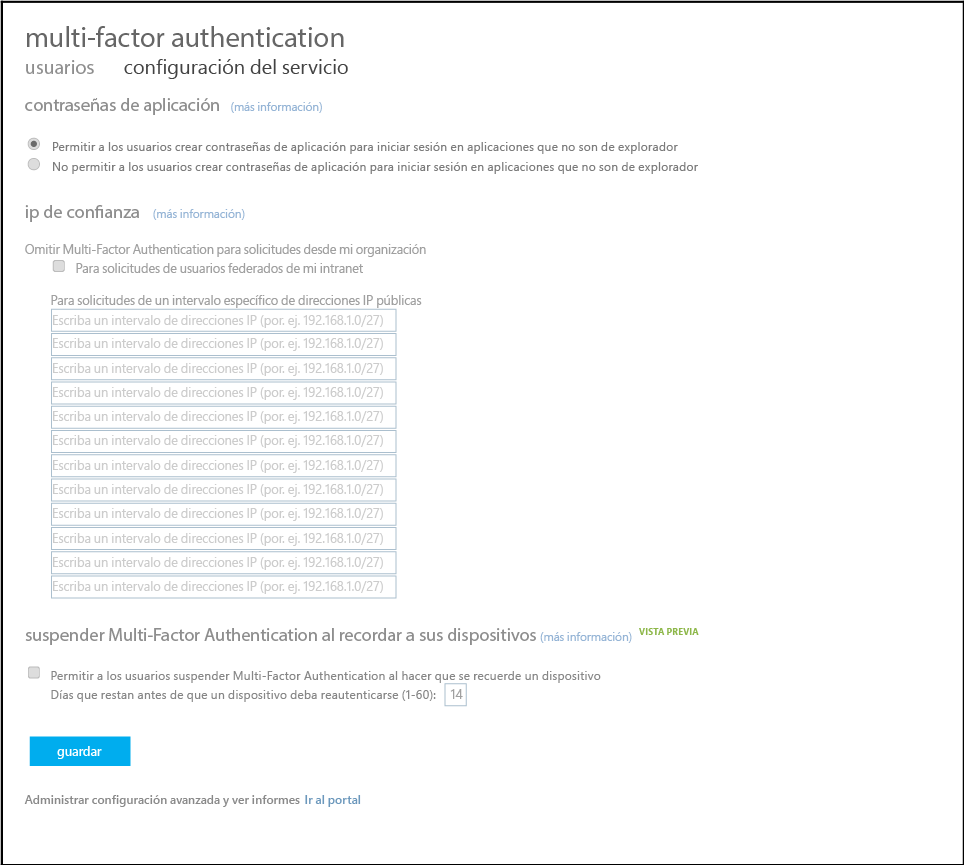 multi-factor authentication
usuarios configuración del servicio
contraseñas de aplicación (más información)
Permitir a los usuarios crear contraseñas de aplicación para iniciar sesión en aplicaciones que no son de explorador
No permitir a los usuarios crear contraseñas de aplicación para iniciar sesión en aplicaciones que no son de explorador
ip de confianza (más información)
Omitir Multi-Factor Authentication para solicitudes desde mi organización
Para solicitudes de usuarios federados de mi intranet
Para solicitudes de un intervalo específico de direcciones IP públicas
Escriba un intervalo de direcciones IP (por. ej. 192.168.1.0/27)
Escriba un intervalo de direcciones IP (por. ej. 192.168.1.0/27)
Escriba un intervalo de direcciones IP (por. ej. 192.168.1.0/27)
Escriba un intervalo de direcciones IP (por. ej. 192.168.1.0/27)
Escriba un intervalo de direcciones IP (por. ej. 192.168.1.0/27)
Escriba un intervalo de direcciones IP (por. ej. 192.168.1.0/27)
Escriba un intervalo de direcciones IP (por. ej. 192.168.1.0/27)
Escriba un intervalo de direcciones IP (por. ej. 192.168.1.0/27)
Escriba un intervalo de direcciones IP (por. ej. 192.168.1.0/27)
Escriba un intervalo de direcciones IP (por. ej. 192.168.1.0/27)
Escriba un intervalo de direcciones IP (por. ej. 192.168.1.0/27)
Escriba un intervalo de direcciones IP (por. ej. 192.168.1.0/27)
suspender Multi-Factor Authentication al recordar a sus dispositivos (más información) VISTA PREVIA
Permitir a los usuarios suspender Multi-Factor Authentication al hacer que se recuerde un dispositivo
Días que restan antes de que un dispositivo deba reautenticarse (1-60): 14
guardar
Administrar configuración avanzada y ver informes Ir al portal